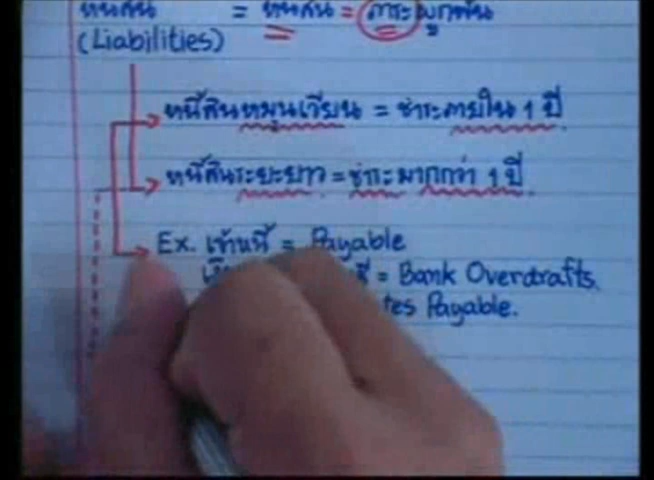 หนี้สิน = หนี้สิน = ภาระผูกพัน
(Liabilities)
หนี้สินหมุนเวียน = ชำระภายใน 1 ปี
หนี้สินระยะยาว = ชำระมากกว่า 1 ปี
Ex. เจ้าหนี้ = Payable
= Bank Overdrafts.
Payable.